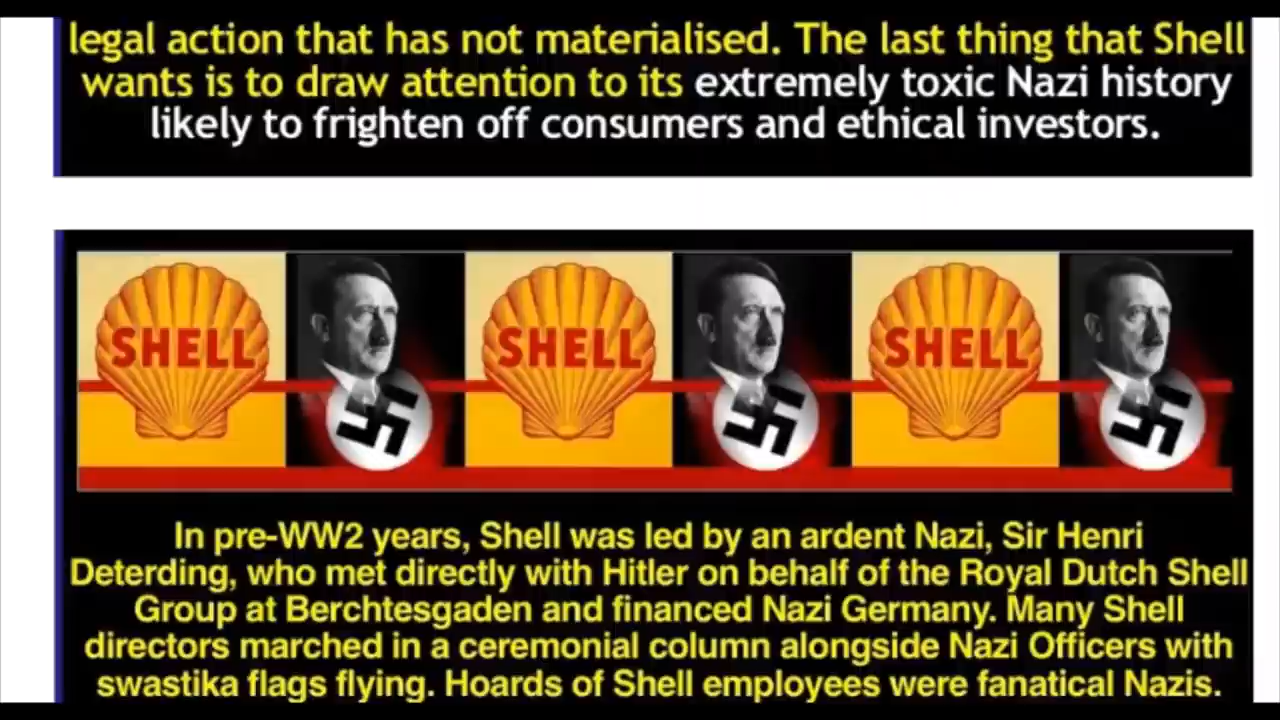 legal action that has not materialised. The last thing that Shell
wants is to draw attention to its extremely toxic Nazi history
likely to frighten off consumers and ethical investors.
SHELL SHELL SHELL
In pre-WW2 years, Shell was led by an ardent Nazi, Sir Henri
Deterding, who met directly with Hitler on behalf of the Royal Dutch Shell
Group at Berchtesgaden and financed Nazi Germany. Many Shell
directors marched in a ceremonial column alongside Nazi Officers with
swastika flags flying. Hoards of Shell employees were fanatical Nazis.